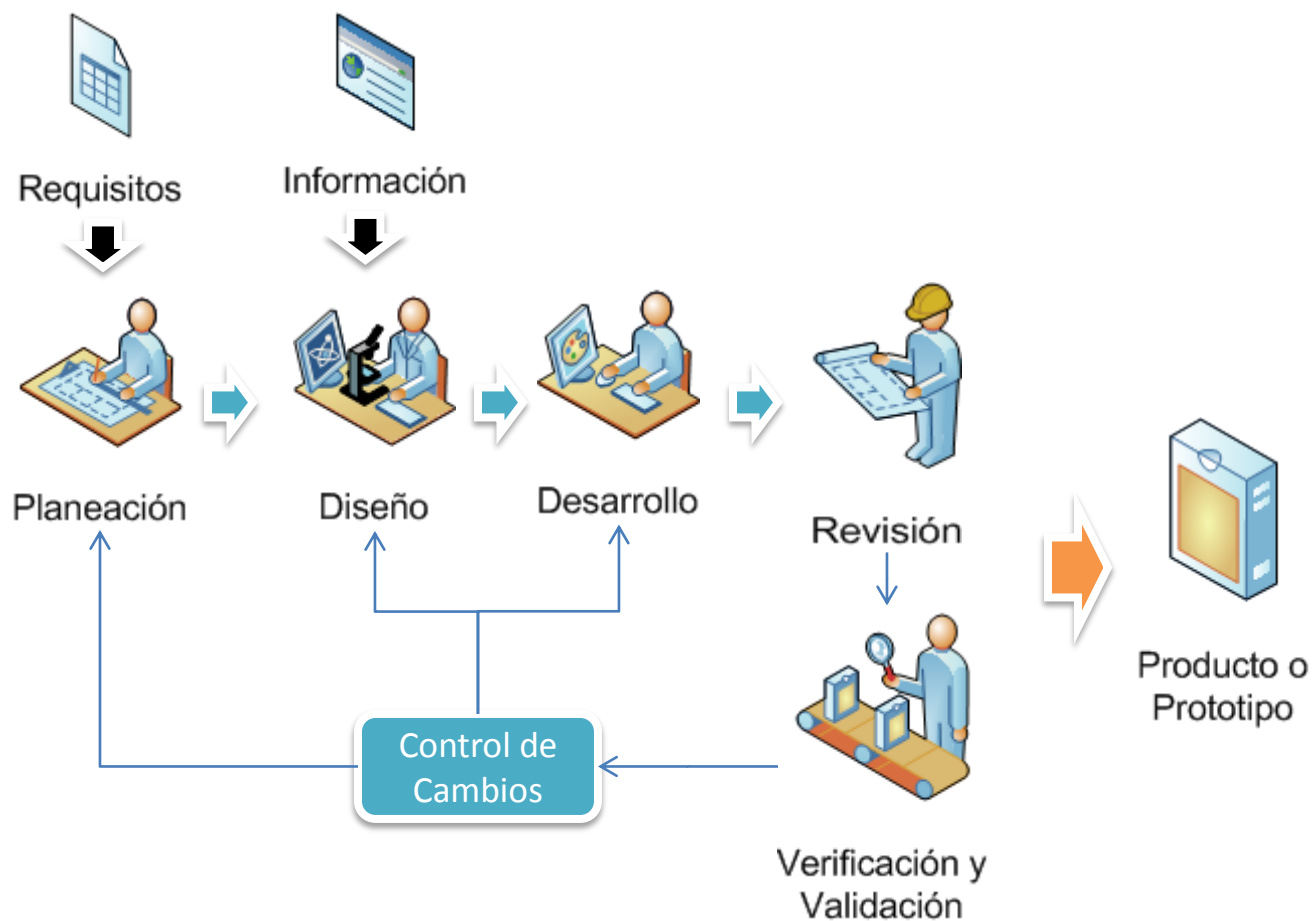 Requisitos
Información
Planeación
Diseño
Desarrollo
Revisión
Producto o
Prototipo
Control de
Cambios
Verificación y
Validación